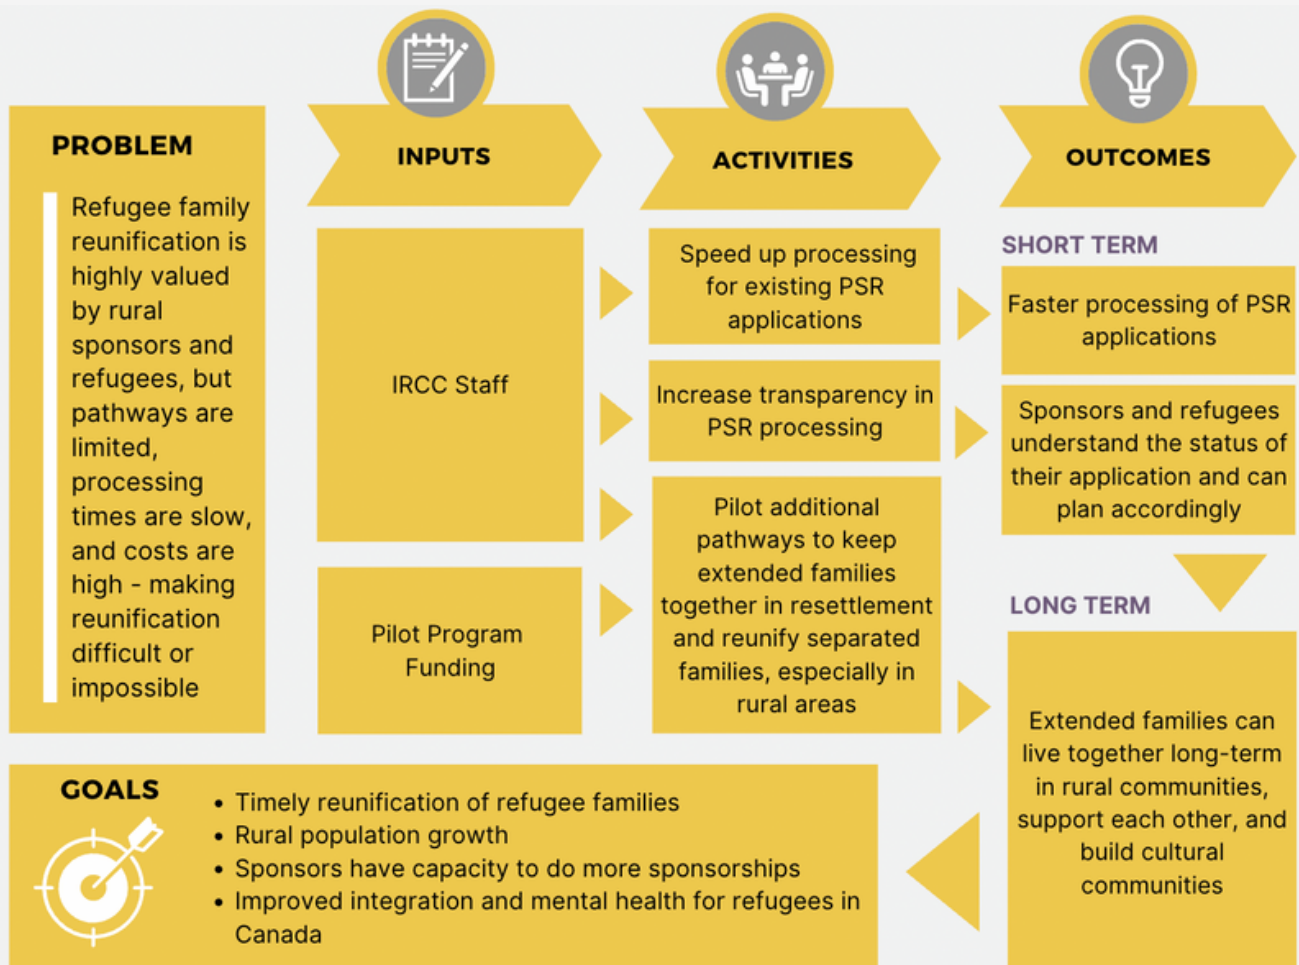 PROBLEM
Refugee family
reunification is
highly valued
by rural
sponsors and
refugees, but
pathways are
limited,
processing
times are slow,
and costs are
high - making
reunification
difficult or
impossible
INPUTS
IRCC Staff
Pilot Program
Funding
ACTIVITIES
Speed up processing
for existing PSR
applications
Increase transparency in
PSR processing
Pilot additional
pathways to keep
extended families
together in resettlement
and reunify separated
families, especially in
rural areas
OUTCOMES
SHORT TERM
Faster processing of PSR
applications
Sponsors and refugees
understand the status of
their application and can
plan accordingly
LONG TERM
Extended families can
live together long-term
in rural communities,
support each other, and
build cultural
communities
GOALS
• Timely reunification of refugee families
• Rural population growth
• Sponsors have capacity to do more sponsorships
• Improved integration and mental health for refugees in
Canada